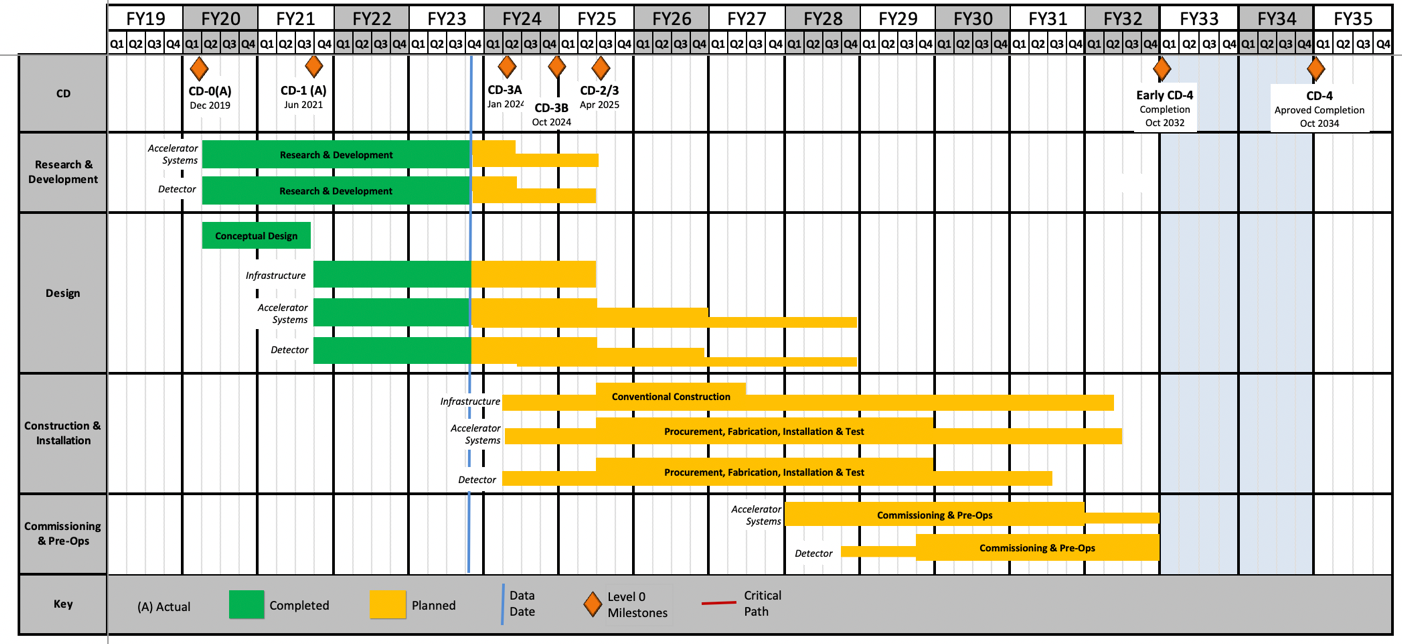 FY19 FY20 FY21 FY22 FY23 FY24 FY25 FY26 FY27 FY28 FY29 FY30 FY31 FY32 FY33 FY34 FY35
Q1 Q2 Q3 Q4 Q1 Q2 Q3 Q4 Q1 Q2 Q3 Q4 Q1 Q2 Q3 Q4 Q1 Q2 Q3 Q4 Q1 Q2 Q3 Q4 Q1 Q2 Q3 Q4 Q1 Q2 Q3 Q4 Q1 Q2 Q3 Q4 Q1 Q2 Q3 Q4 Q1 Q2 Q3 Q4 Q1 Q2 Q3 Q4 Q1 Q2 Q3 Q4 Q1 Q2 Q3 Q4 Q1 Q2 Q3 Q4 Q1 Q2 Q3 Q4 Q1 Q2 Q3 Q4
CD
CD-0(A)
Dec 2019
CD-1 (A)
Jun 2021
CD-3A
Jan 2024
CD-3B
Oct 2024
CD-2/3
Apr 2025
Early CD-4
Completion
Oct 2032
CD-4
Aproved Completion
Oct 2034
Research &
Development
Accelerator
Systems
Research & Development
Detector
Research & Development
Design
Conceptual Design
Infrastructure
Accelerator
Systems
Detector
Construction &
Installation
Infrastructure
Conventional Construction
Accelerator
Systems
Procurement, Fabrication, Installation & Test
Detector
Procurement, Fabrication, Installation & Test
Commissioning
& Pre-Ops
Accelerator
Systems
Commissioning & Pre-Ops
Detector
Commissioning & Pre-Ops
Key
(A) Actual
Completed
Planned
Data
Date
Level 0
Milestones
Critical
Path